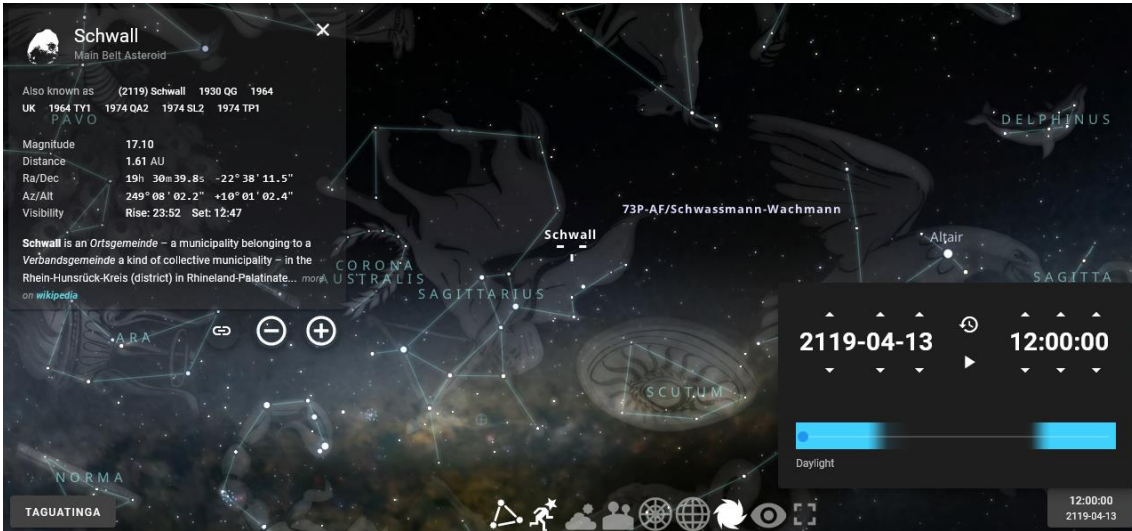 Schwall
Main Belt Asteroid
Also known as (2119) Schwall 1930 QG 1964
UK 1964 TY1 1974 QA2 1974 SL2 1974 TP1
PAVO
Magnitude 17.10
Distance 1.61 AU
Ra/Dec 19h 30m39.8s -22°38'11.5"
Az/Alt 249°08'02.2" +10°01'02.4"
Visibility Rise: 23:52 Set: 12:47
Schwall is an Ortsgemeinde – a municipality belonging to a
Verbandsgemeinde a kind of collective municipality – in the
Rhein-Hunsrück-Kreis (district) in Rhineland-Palatinate... more
on wikipedia
DELPHINUS
73P-AF/Schwassmann-Wachmann
Schwall
Altair
CORONA
AUSTRALIS
SAGITTARIUS
SAGITTA
ARA
SCUTUM
NORMA
2119-04-13 12:00:00
Daylight
TAGUATINGA
12:00:00
2119-04-13